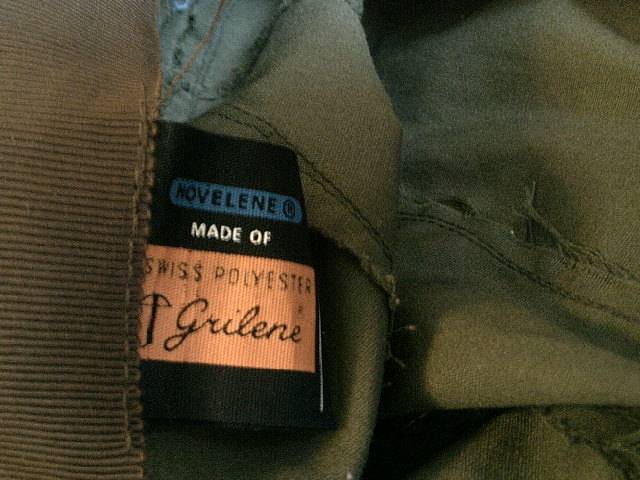 NOVELENE ®
MADE OF
SWISS POLYESTER
Grilene ®